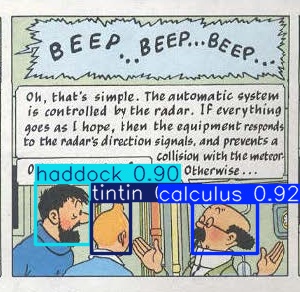 BEEP...BEEP...BEEP...
Oh, that's simple. The automatic system
is controlled by the radar. If everything
goes as I hope, then the equipment responds
to the radar's direction signals, and prevents a
collision with the meteor.
Otherwise...
haddock 0.90
tintin (
calculus 0.92